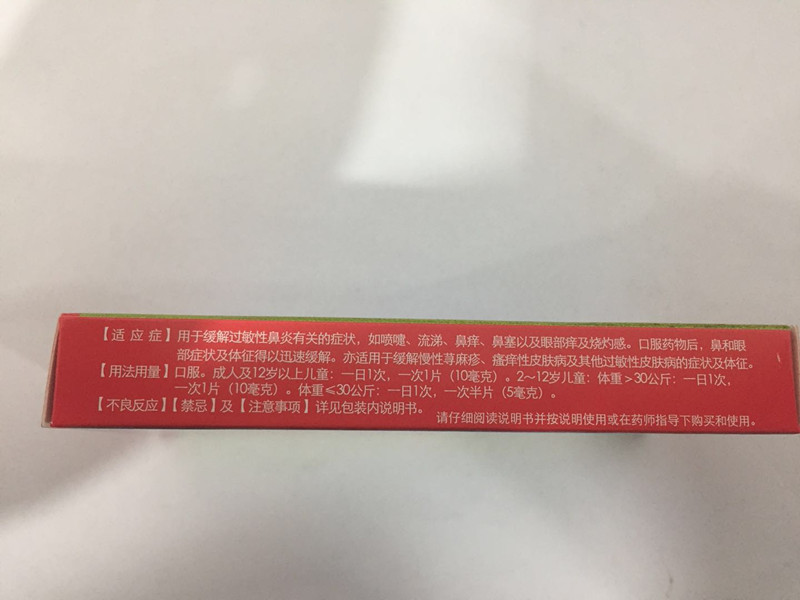 【适应症】用于缓解过敏性鼻炎有关的症状，如喷嚏、流涕、鼻痒、鼻塞以及眼部痒及烧灼感。口服药物后，鼻和眼
部症状及体征得以迅速缓解。亦适用于缓解慢性荨麻疹、瘙痒性皮肤病及其他过敏性皮肤病的症状及体征。
【用法用量】口服。成人及12岁以上儿童：一日1次，一次1片（10毫克）。2～12岁儿童：体重＞30公斤：一日1次，
一次1片（10毫克）。体重≤30公斤：一日1次，一次半片（5毫克）。
【不良反应】【禁忌】及【注意事项】详见包装内说明书。
请仔细阅读说明书并按说明使用或在药师指导下购买和使用。